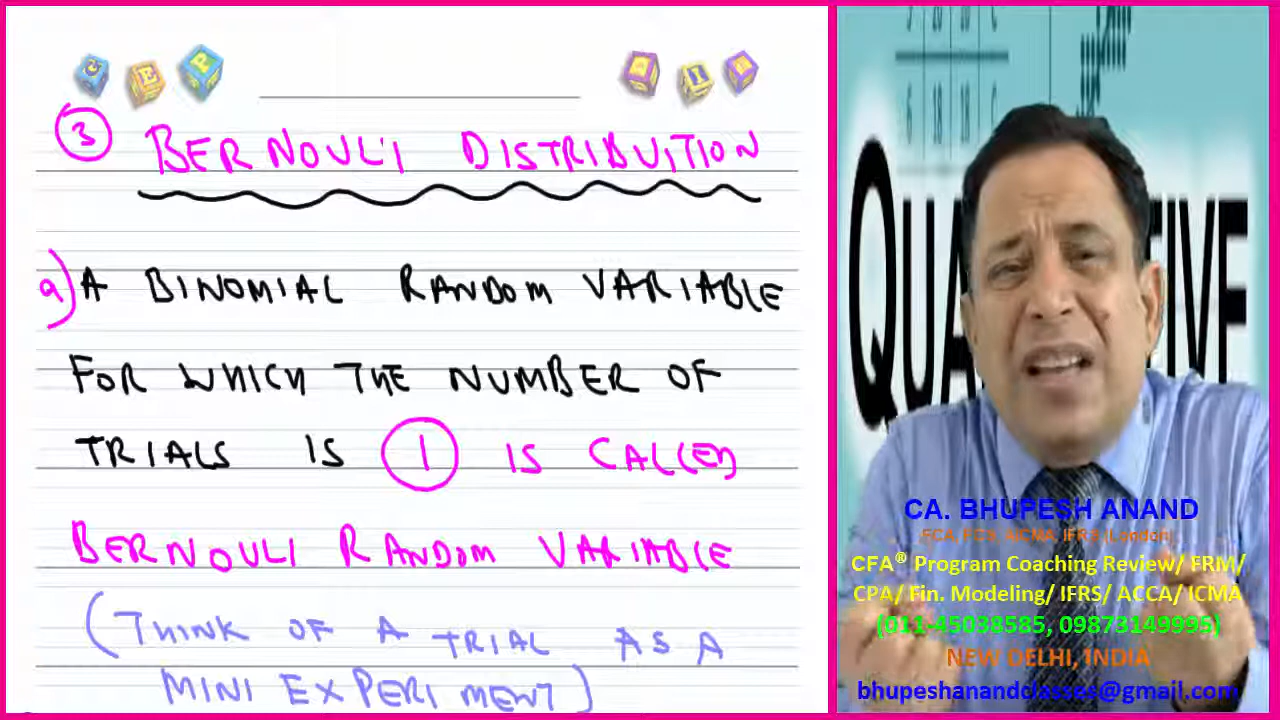 3 BERNOULI DISTRIBUITION
a) A BINOMIAL RANDOM VARIABLE
FOR WHICH THE NUMBER OF
TRIALS IS 1 IS CALLED
BERNOULI RANDOM VARIABLE
(THINK OF A TRIAL AS A
MINI EXPERIMENT)
CA. BHUPESH ANAND
FCA, FCS, AICMA, IFRS (London)
CFA® Program Coaching Review/ FRM/
CPA/ Fin. Modeling/ IFRS/ ACCA/ ICMA
(011-45038585, 09873149995)
NEW DELHI, INDIA
bhupeshanandclasses@gmail.com